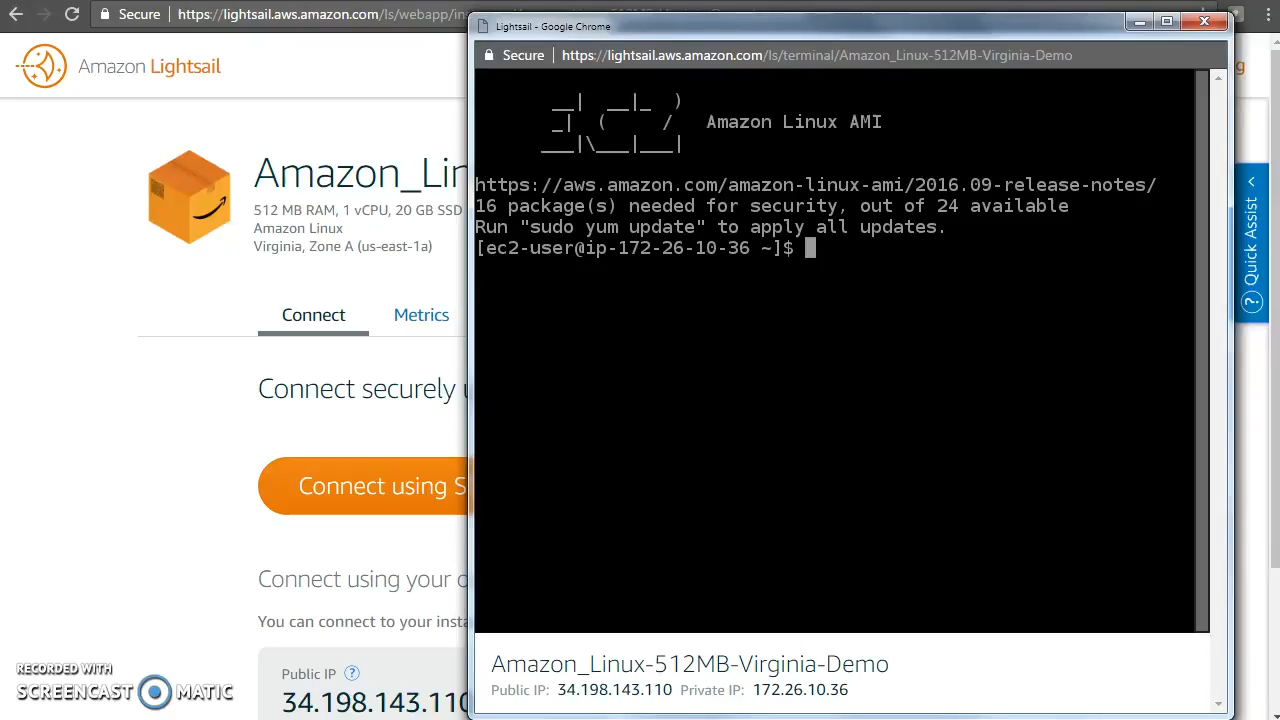 Secure
https://lightsail.aws.amazon.com/ls/webapp/in
Amazon Lightsail
Amazon_Lin
512 MB RAM, 1 vCPU, 20 GB SSD
Amazon Linux
Virginia, Zone A (us-east-1a)
Connect
Metrics
Connect securely
Connect using S
Connect using your o
You can connect to your insta
Public IP ?
34.198.143.110
RECORDED WITH
SCREENCAST MATIC
Lightsail - Google Chrome
Secure
https://lightsail.aws.amazon.com/ls/terminal/Amazon_Linux-512MB-Virginia-Demo
__|  __|_  )
_|  (     /   Amazon Linux AMI
___|\___|___|
https://aws.amazon.com/amazon-linux-ami/2016.09-release-notes/
16 package(s) needed for security, out of 24 available
Run "sudo yum update" to apply all updates.
[ec2-user@ip-172-26-10-36 ~]$
Amazon_Linux-512MB-Virginia-Demo
Public IP: 34.198.143.110 Private IP: 172.26.10.36
? Quick Assist